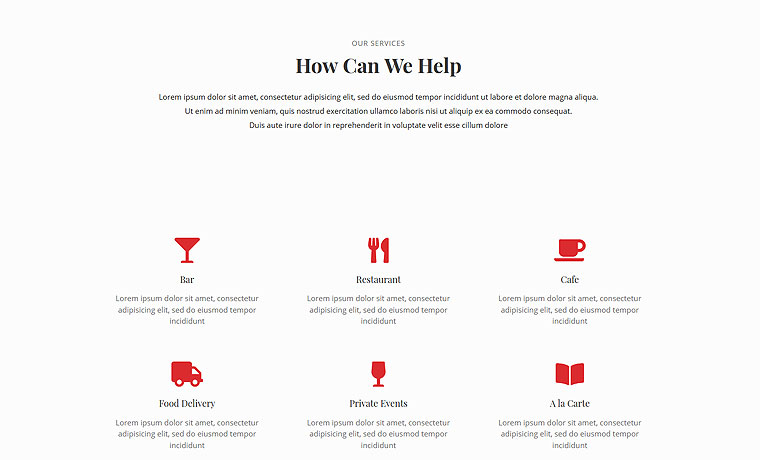 OUR SERVICES
How Can We Help
Lorem ipsum dolor sit amet, consectetur adipisicing elit, sed do eiusmod tempor incididunt ut labore et dolore magna aliqua.
Ut enim ad minim veniam, quis nostrud exercitation ullamco laboris nisi ut aliquip ex ea commodo consequat.
Duis aute irure dolor in reprehenderit in voluptate velit esse cillum dolore
Bar
Lorem ipsum dolor sit amet, consectetur
adipisicing elit, sed do eiusmod tempor
incididunt
Restaurant
Lorem ipsum dolor sit amet, consectetur
adipisicing elit, sed do eiusmod tempor
incididunt
Cafe
Lorem ipsum dolor sit amet, consectetur
adipisicing elit, sed do eiusmod tempor
incididunt
Food Delivery
Lorem ipsum dolor sit amet, consectetur
adipisicing elit, sed do eiusmod tempor
incididunt
Private Events
Lorem ipsum dolor sit amet, consectetur
adipisicing elit, sed do eiusmod tempor
incididunt
A la Carte
Lorem ipsum dolor sit amet, consectetur
adipisicing elit, sed do eiusmod tempor
incididunt